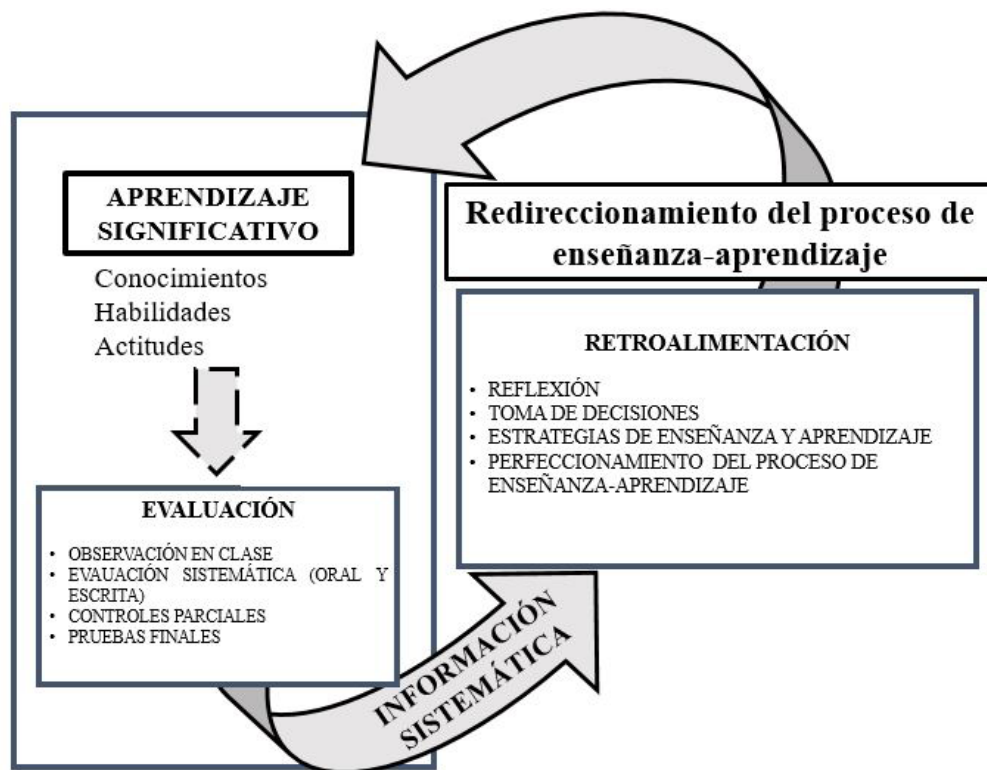 APRENDIZAJE
SIGNIFICATIVO
Conocimientos
Habilidades
Actitudes
EVALUACIÓN
• OBSERVACIÓN EN CLASE
• EVAUACIÓN SISTEMÁTICA (ORAL Y
ESCRITA)
• CONTROLES PARCIALES
• PRUEBAS FINALES
INFORMACIÓN
SISTEMÁTICA
Redireccionamiento del proceso de
enseñanza-aprendizaje
RETROALIMENTACIÓN
• REFLEXIÓN
• TOMA DE DECISIONES
• ESTRATEGIAS DE ENSEÑANZA Y APRENDIZAJE
• PERFECCIONAMIENTO DEL PROCESO DE
ENSEÑANZA-APRENDIZAJE